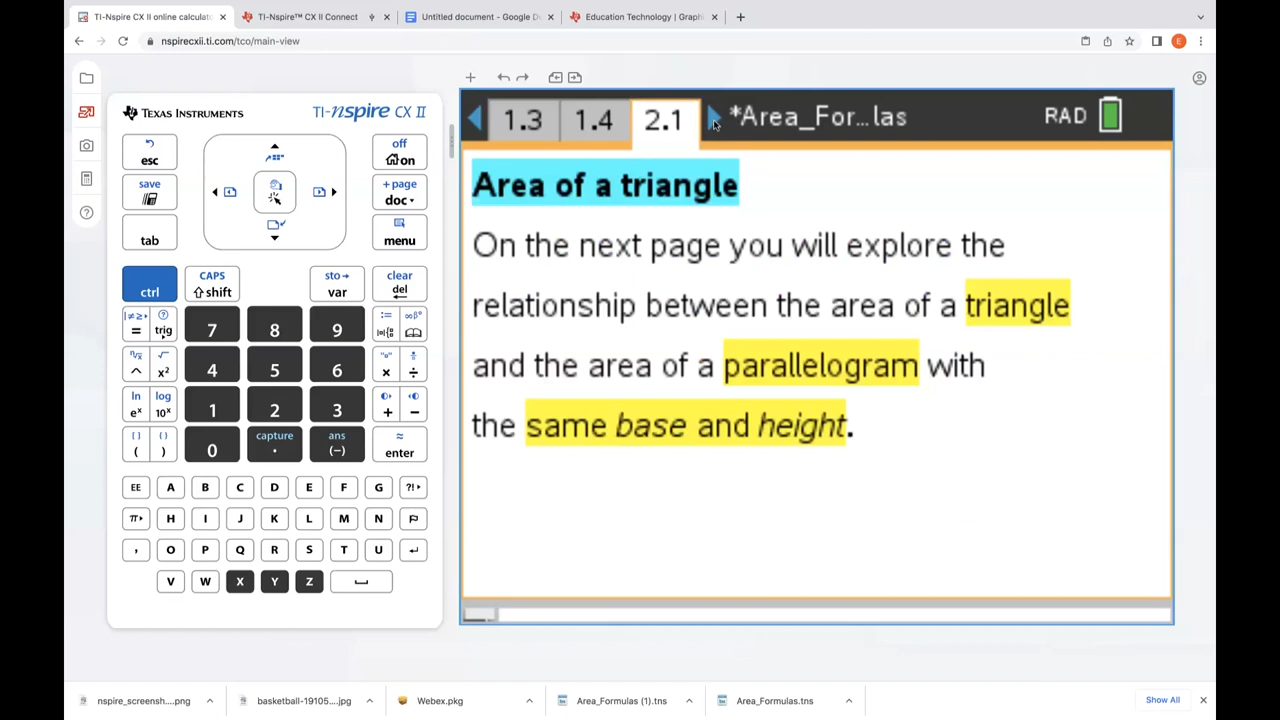 TI-Nspire CX II online calculat
TI-Nspire™ CX II Connect
Untitled document - Google D
Education Technology | Graph
nspirecxii.ti.com/tco/main-view
TEXAS INSTRUMENTS
TI-nspire CX II
esc
save
tab
off
on
+ page
doc
menu
ctrl
CAPS
shift
sto→
var
clear
del
= trig 7 8 9
^ x² 4 5 6 × ÷
ln log
eˣ 10ˣ 1 2 3 + −
[ ] ( )
( ) 0
capture
.
ans
(−)
≈
enter
EE A B C D E F G ?!
π H I J K L M N
, O P Q R S T U
V W X Y Z
1.3 1.4 2.1 *Area_For...las RAD
Area of a triangle
On the next page you will explore the
relationship between the area of a triangle
and the area of a parallelogram with
the same base and height.
nspire_screensh....png
basketball-19105....jpg
Webex.pkg
Area_Formulas (1).tns
Area_Formulas.tns
Show All